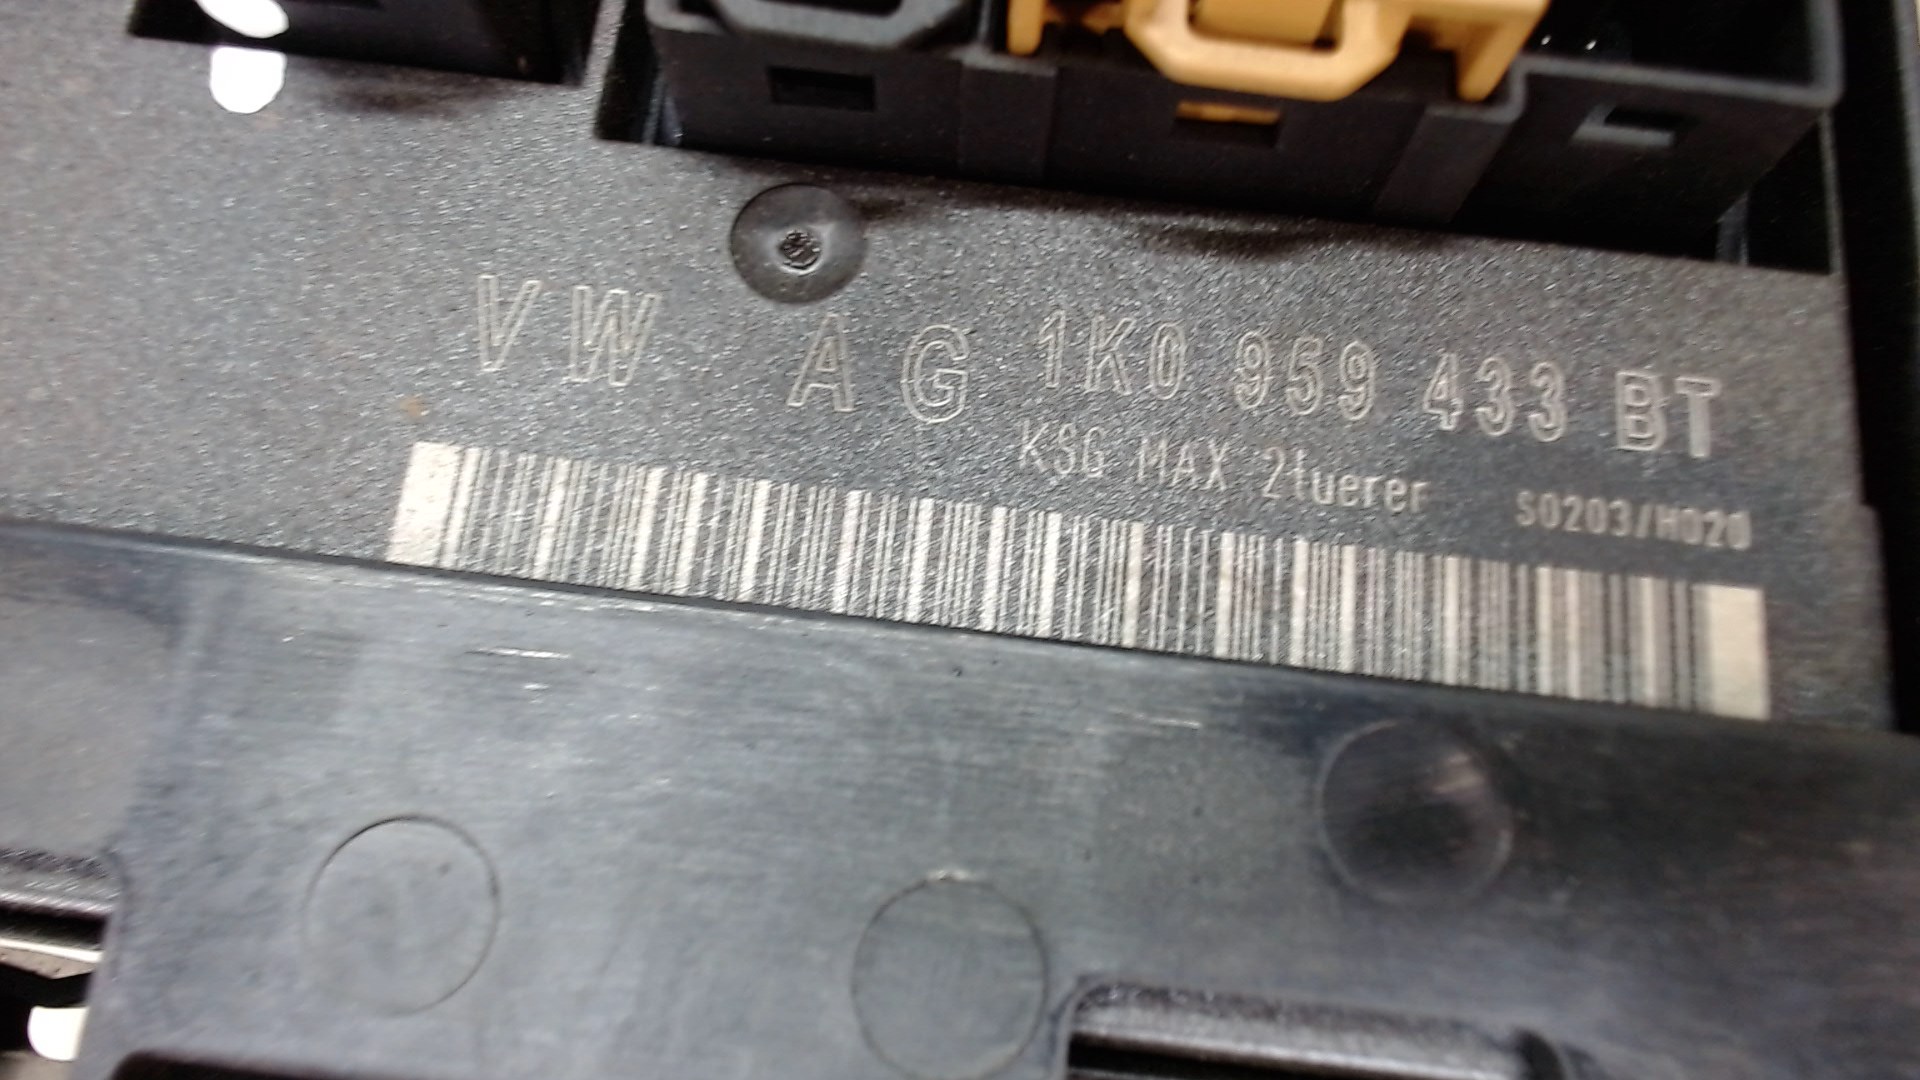 VW AG 1K0 959 433 BT
KSG MAX 2tuerer S0203/H020